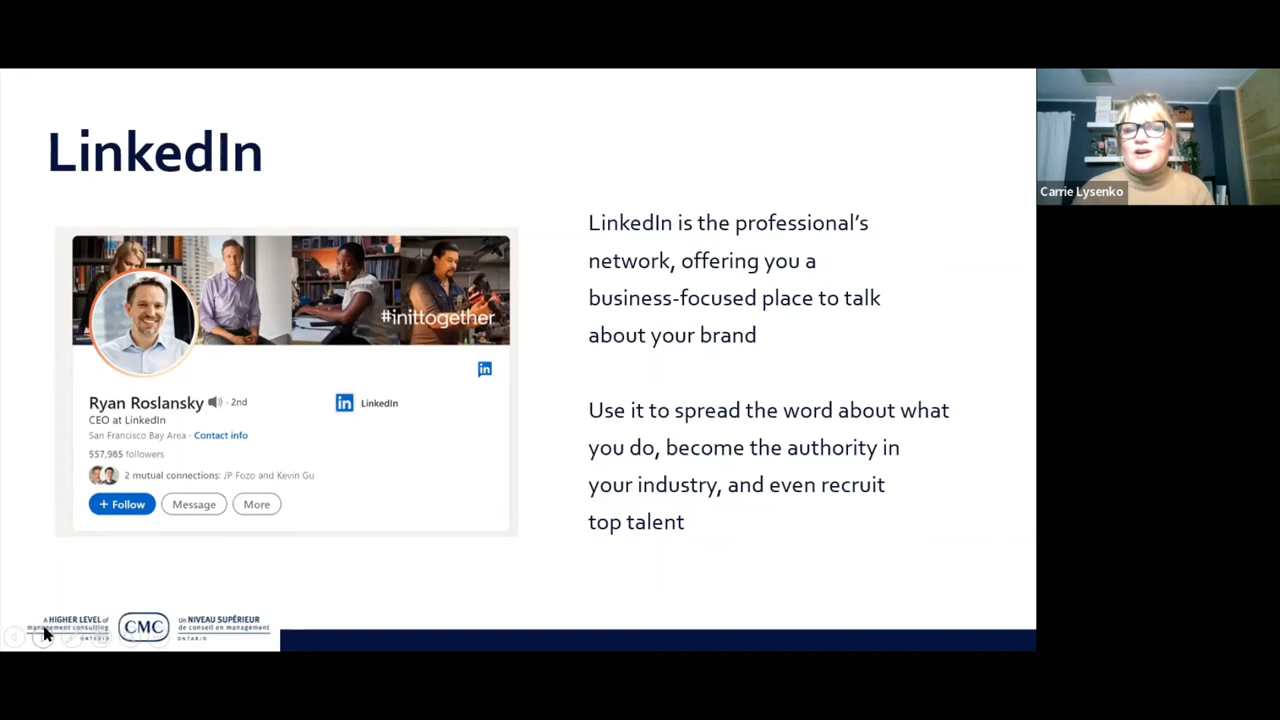 LinkedIn
Carrie Lysenko
LinkedIn is the professional's
network, offering you a
business-focused place to talk
about your brand
#inittogether
in
Ryan Roslansky · 2nd
in LinkedIn
CEO at LinkedIn
San Francisco Bay Area · Contact info
557,985 followers
2 mutual connections: JP Fozo and Kevin Gu
+ Follow
Message
More
Use it to spread the word about what
you do, become the authority in
your industry, and even recruit
top talent
A HIGHER LEVEL of
management consulting
ONTARIO
CMC
UN NIVEAU SUPÉRIEUR
de conseil en management
ONTARIO